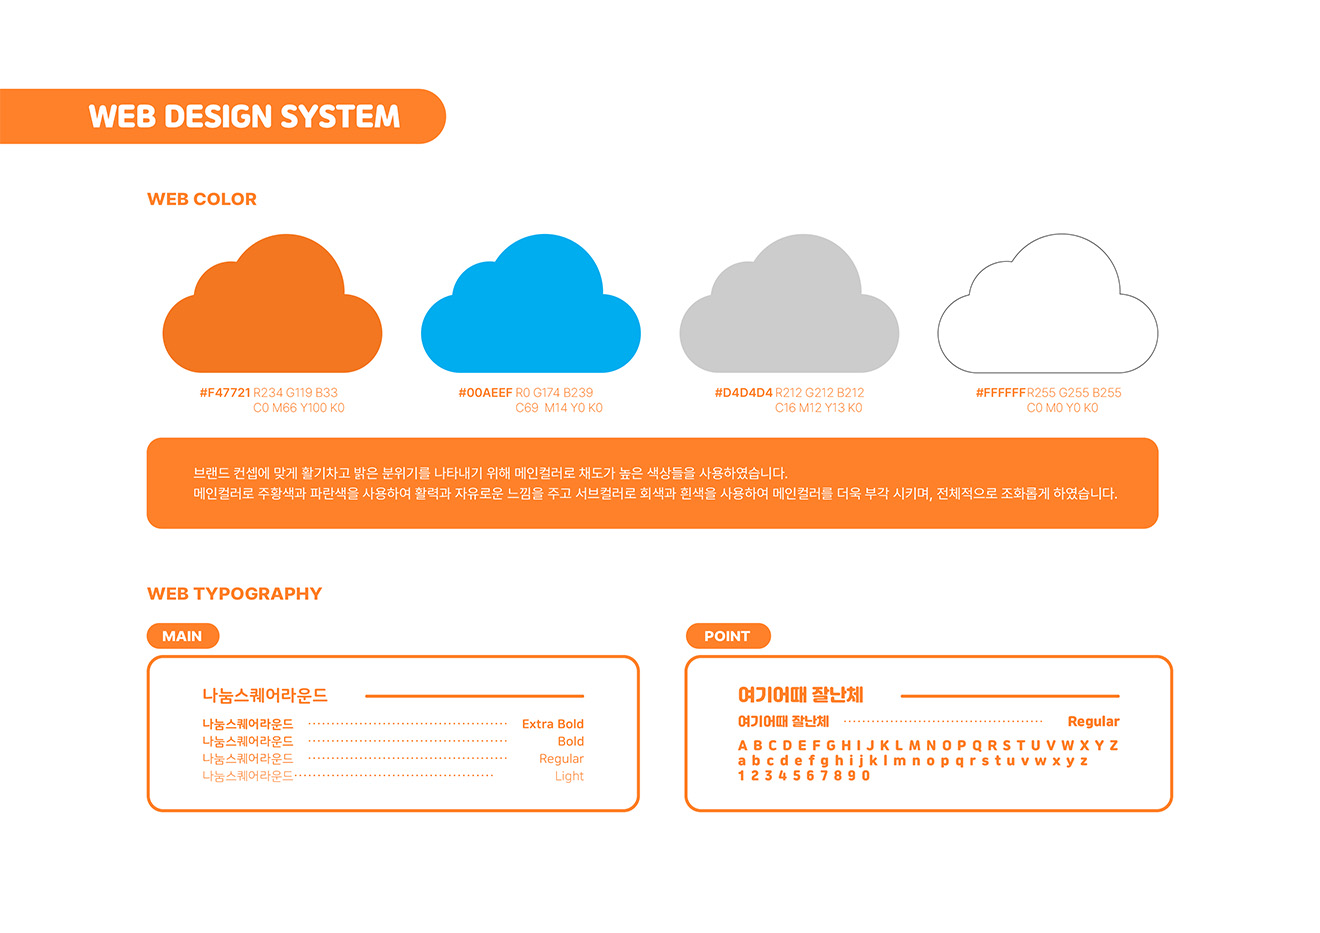 WEB DESIGN SYSTEM
WEB COLOR
#F47721 R234 G119 B33
C0 M66 Y100 K0
#00AEEF R0 G174 B239
C69 M14 Y0 K0
#D4D4D4 R212 G212 B212
C16 M12 Y13 K0
#FFFFFF R255 G255 B255
C0 M0 Y0 K0
브랜드 컨셉에 맞게 활기차고 밝은 분위기를 나타내기 위해 메인컬러로 채도가 높은 색상들을 사용하였습니다.
메인컬러로 주황색과 파란색을 사용하여 활력과 자유로운 느낌을 주고 서브컬러로 회색과 흰색을 사용하여 메인컬러를 더욱 부각 시키며, 전체적으로 조화롭게 하였습니다.
WEB TYPOGRAPHY
MAIN
나눔스퀘어라운드
나눔스퀘어라운드 Extra Bold
나눔스퀘어라운드 Bold
나눔스퀘어라운드 Regular
나눔스퀘어라운드 Light
POINT
여기어때 잘난체
여기어때 잘난체 Regular
A B C D E F G H I J K L M N O P Q R S T U V W X Y Z
a b c d e f g h i j k l m n o p q r s t u v w x y z
1 2 3 4 5 6 7 8 9 0